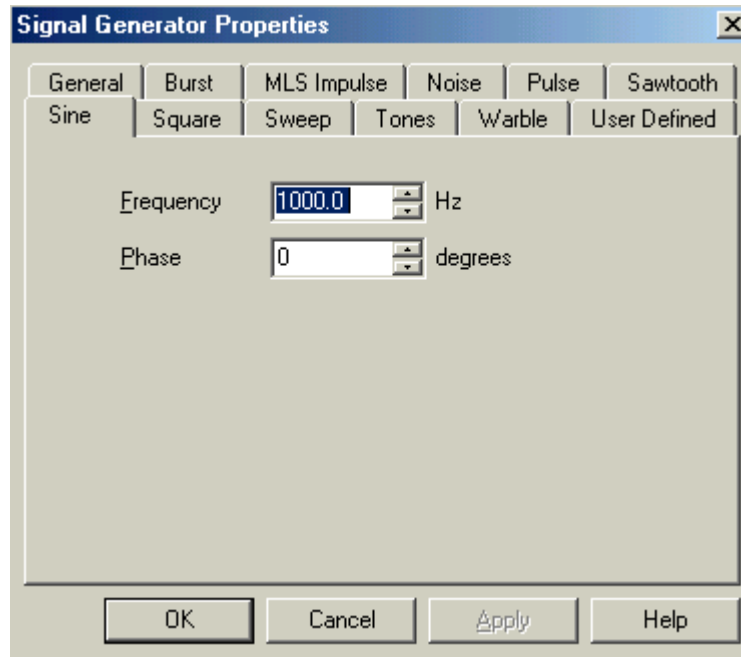 Signal Generator Properties
General Burst MLS Impulse Noise Pulse Sawtooth
Sine Square Sweep Tones Warble User Defined
Frequency 1000.0 Hz
Phase 0 degrees
OK Cancel Apply Help